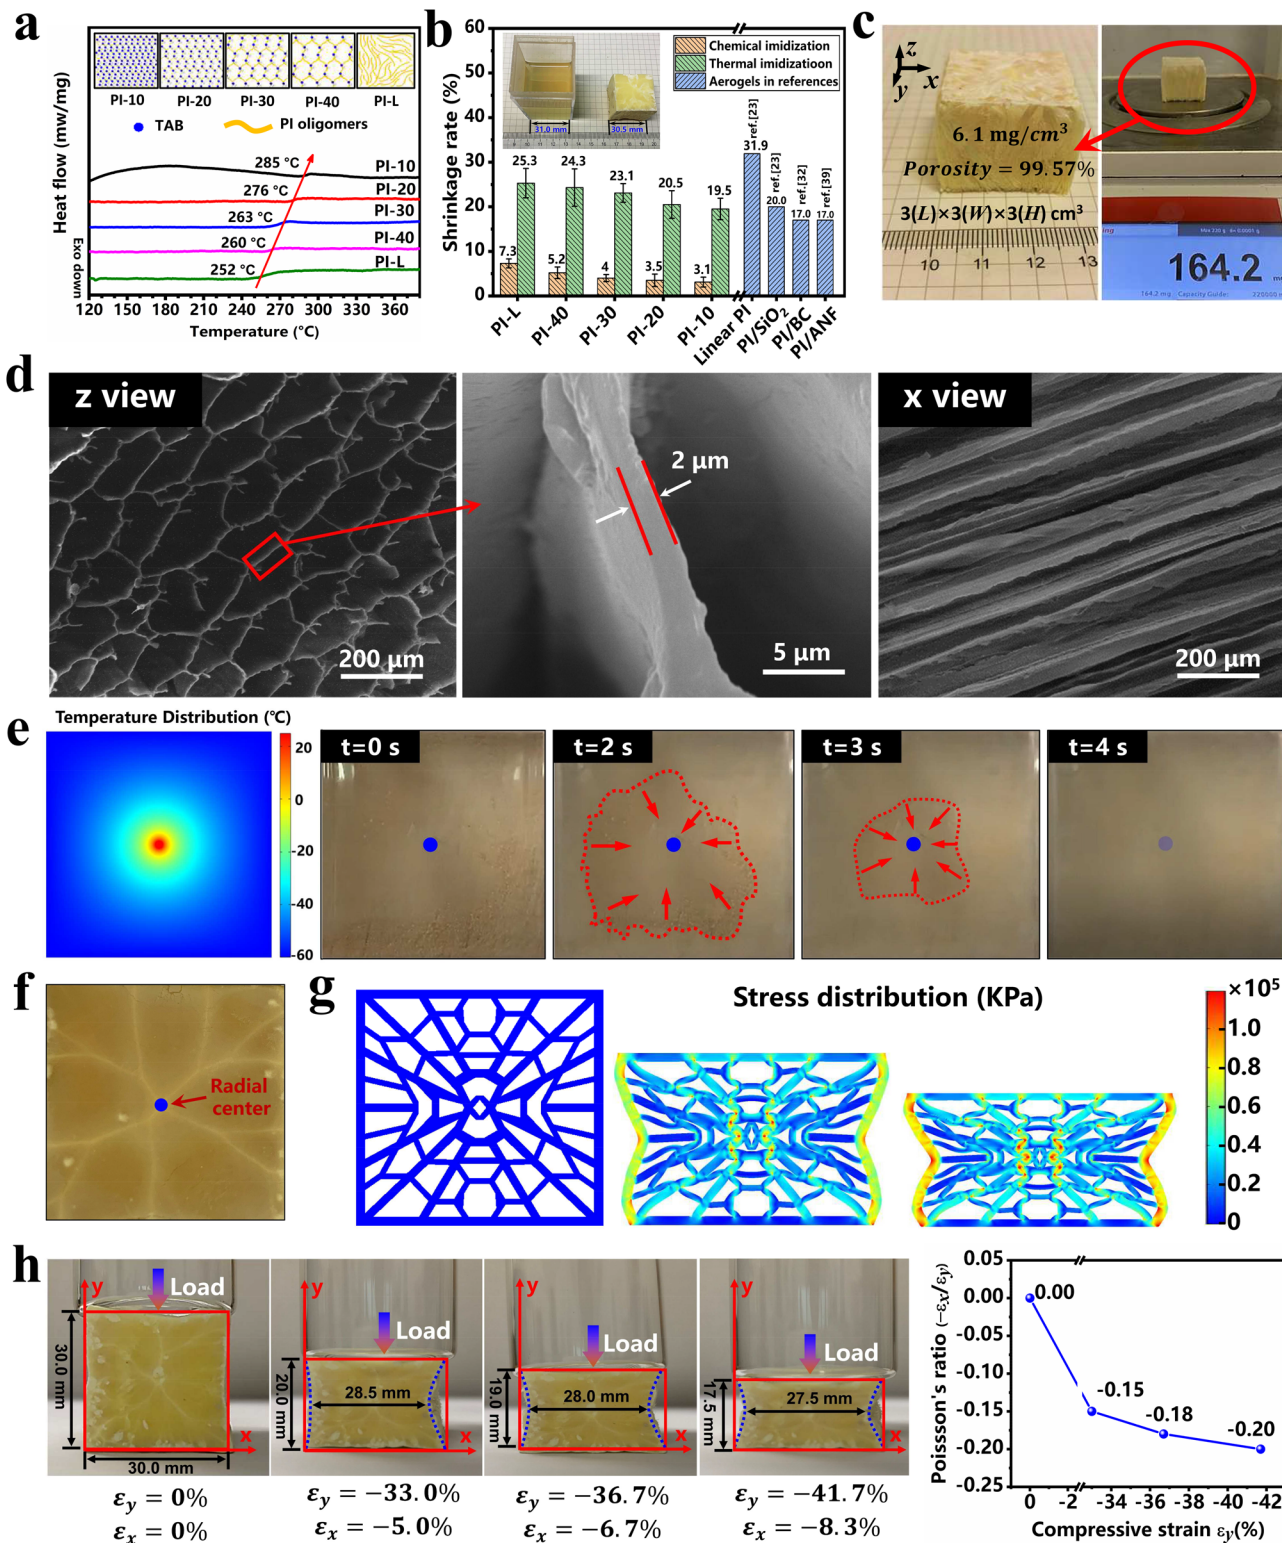 a
PI-10 PI-20 PI-30 PI-40 PI-L
TAB PI oligomers
Heat flow (mw/mg)
Exo down
285 °C PI-10
276 °C PI-20
263 °C PI-30
260 °C PI-40
252 °C PI-L
120 150 180 210 240 270 300 330 360
Temperature (°C)
b
Shrinkage rate (%)
60
50
40
30
20
10
0
Chemical imidization
Thermal imidizatioon
Aerogels in references
31.0 mm 30.5 mm
25.3 24.3 23.1 20.5 19.5 31.9 20.0 17.0 17.0
ref.[23] ref.[23] ref.[32] ref.[39]
7.3 5.2 4 3.5 3.1
PI-L PI-40 PI-30 PI-20 PI-10 Linear PI PI/SiO2 PI/BC PI/ANF
c
z
x
y
6.1 mg/cm³
Porosity = 99.57%
3(L)×3(W)×3(H) cm³
10 11 12 13
Max 220 g d= 0.0001 g
164.2
164.2 mg Capacity Guide:
d
z view
200 μm
2 μm
5 μm
x view
200 μm
e
Temperature Distribution (℃)
20
0
-20
-40
-60
t=0 s
t=2 s
t=3 s
t=4 s
f
Radial
center
g
Stress distribution (KPa)
×10⁵
1.0
0.8
0.6
0.4
0.2
0
h
y
Load
30.0 mm
x
30.0 mm
εy = 0%
εx = 0%
y
Load
20.0 mm
28.5 mm
x
εy = −33.0%
εx = −5.0%
y
Load
19.0 mm
28.0 mm
x
εy = −36.7%
εx = −6.7%
y
Load
17.5 mm
27.5 mm
x
εy = −41.7%
εx = −8.3%
Poissson's ratio (−εx/εy)
0.05
0.00
-0.05
-0.10
-0.15
-0.20
-0.25
0.00
-0.15
-0.18
-0.20
0 -2 -34 -36 -38 -40 -42
Compressive strain εy(%)